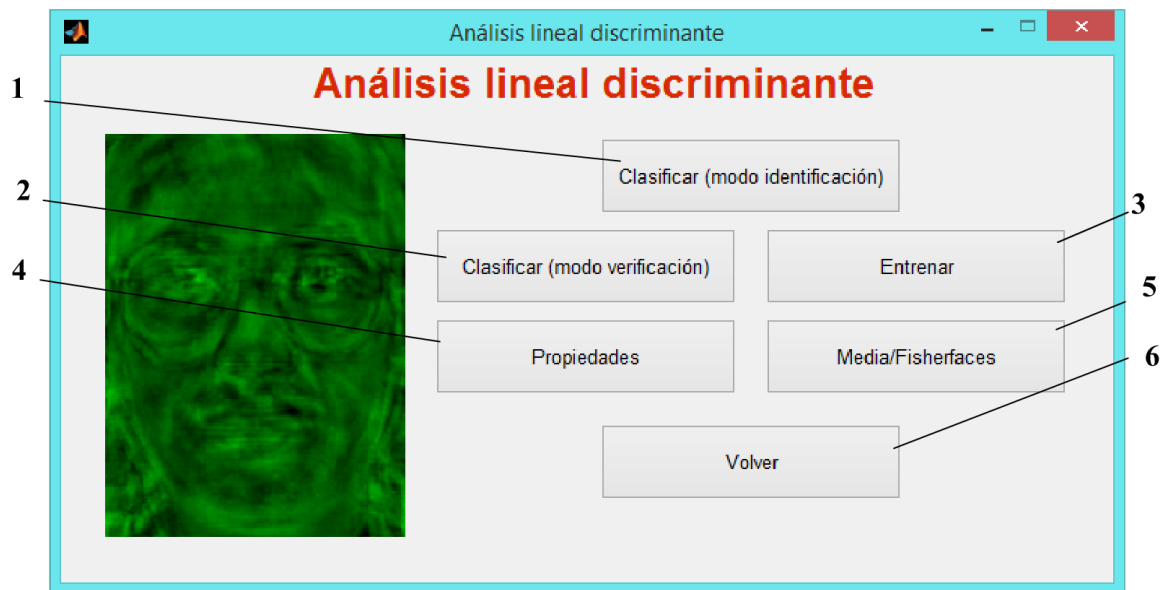 Análisis lineal discriminante
Análisis lineal discriminante
1
Clasificar (modo identificación)
2
3
Clasificar (modo verificación)
Entrenar
4
5
Propiedades
Media/Fisherfaces
6
Volver